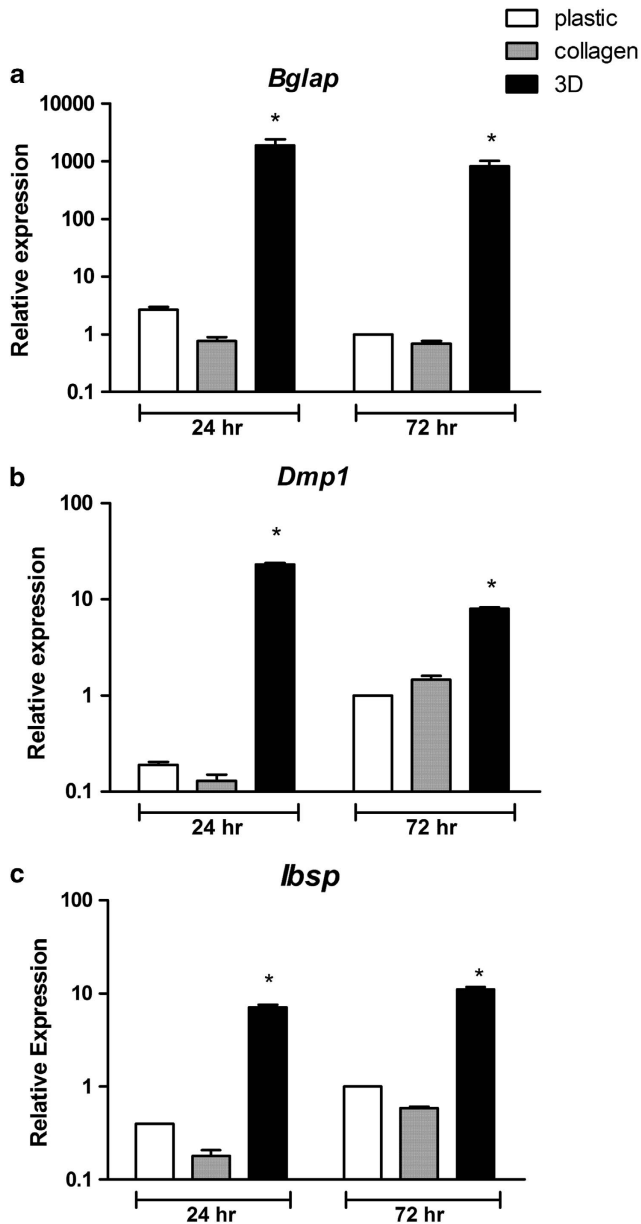 plastic
collagen
3D
a
Bglap
Relative expression
10000
1000
100
10
1
0.1
*
*
24 hr
72 hr
b
Dmp1
Relative expression
100
10
1
0.1
*
*
24 hr
72 hr
c
Ibsp
Relative Expression
100
10
1
0.1
*
*
24 hr
72 hr